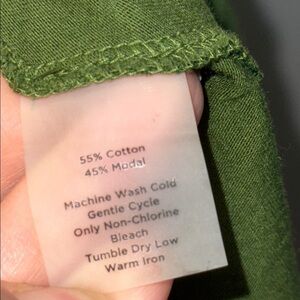 55% Cotton
45% Modal
Machine Wash Cold
Gentle Cycle
Only Non-Chlorine
Bleach
Tumble Dry Low
Warm Iron